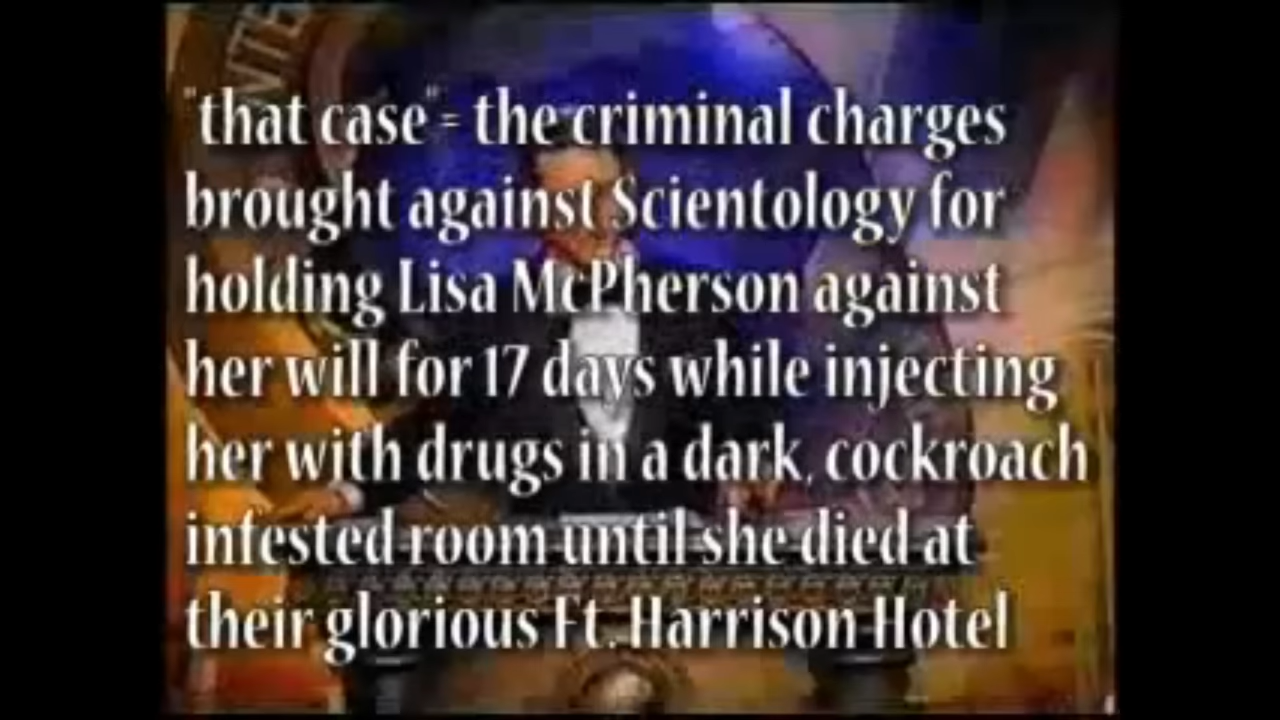 NTE
"that case"= the criminal charges
brought against Scientology for
holding Lisa McPherson against
her will for 17 days while injecting
her with drugs in a dark, cockroach
infested room until she died at
their glorious Ft. Harrison Hotel